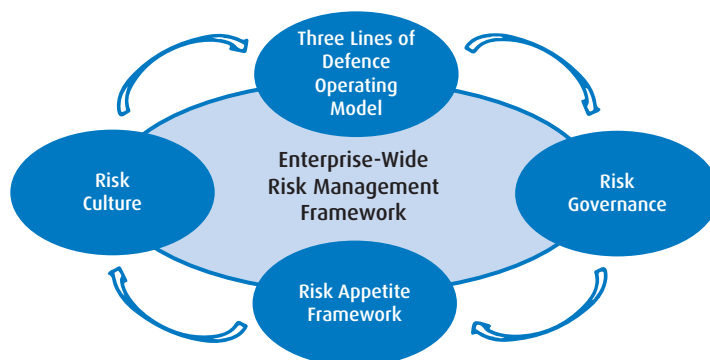 Three Lines of
Defence
Operating
Model
Enterprise-Wide
Risk Management
Framework
Risk
Culture
Risk
Governance
Risk Appetite
Framework